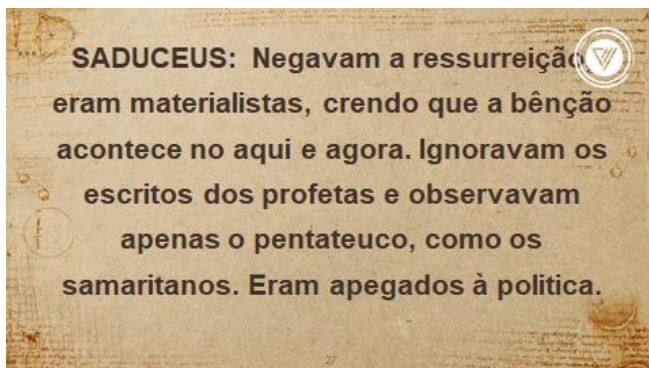 SADUCEUS: Negavam a ressurreição,
eram materialistas, crendo que a bênção
acontece no aqui e agora. Ignoravam os
escritos dos profetas e observavam
apenas o pentateuco, como os
samaritanos. Eram apegados à politica.
27